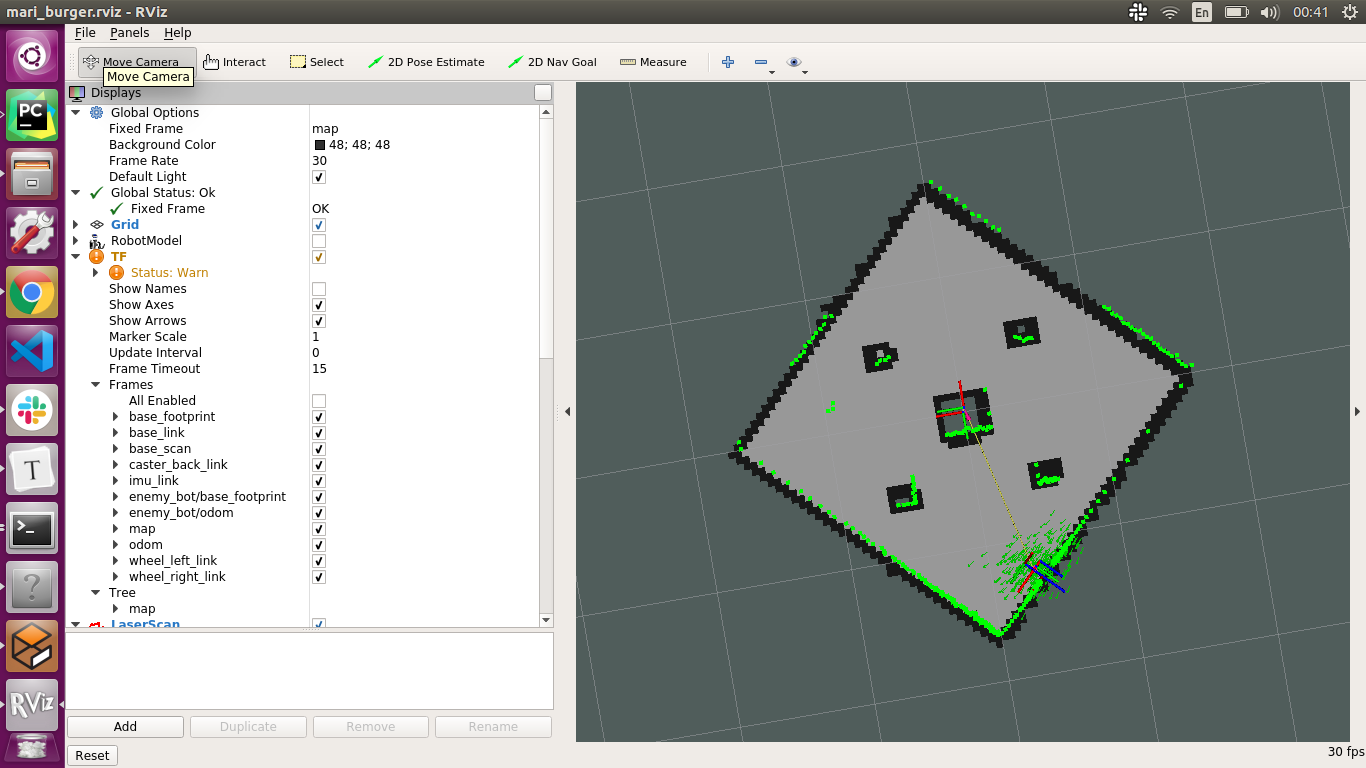 mari_burger.rviz - RViz
En
00:41
File Panels Help
Move Camera Interact Select 2D Pose Estimate 2D Nav Goal Measure
Move Camera
Displays
Global Options
Fixed Frame map
Background Color 48; 48; 48
Frame Rate 30
Default Light
Global Status: Ok
Fixed Frame OK
Grid
RobotModel
TF
Status: Warn
Show Names
Show Axes
Show Arrows
Marker Scale 1
Update Interval 0
Frame Timeout 15
Frames
All Enabled
base_footprint
base_link
base_scan
caster_back_link
imu_link
enemy_bot/base_footprint
enemy_bot/odom
map
odom
wheel_left_link
wheel_right_link
Tree
map
LaserScan
Add Duplicate Remove Rename
Reset
30 fps
PC
T
RViz